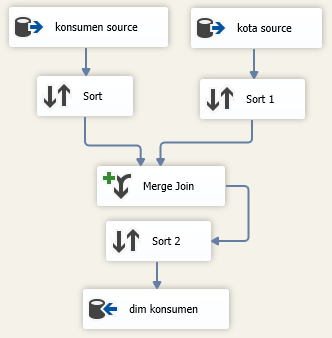 konsumen source
kota source
Sort
Sort 1
Merge Join
Sort 2
dim konsumen